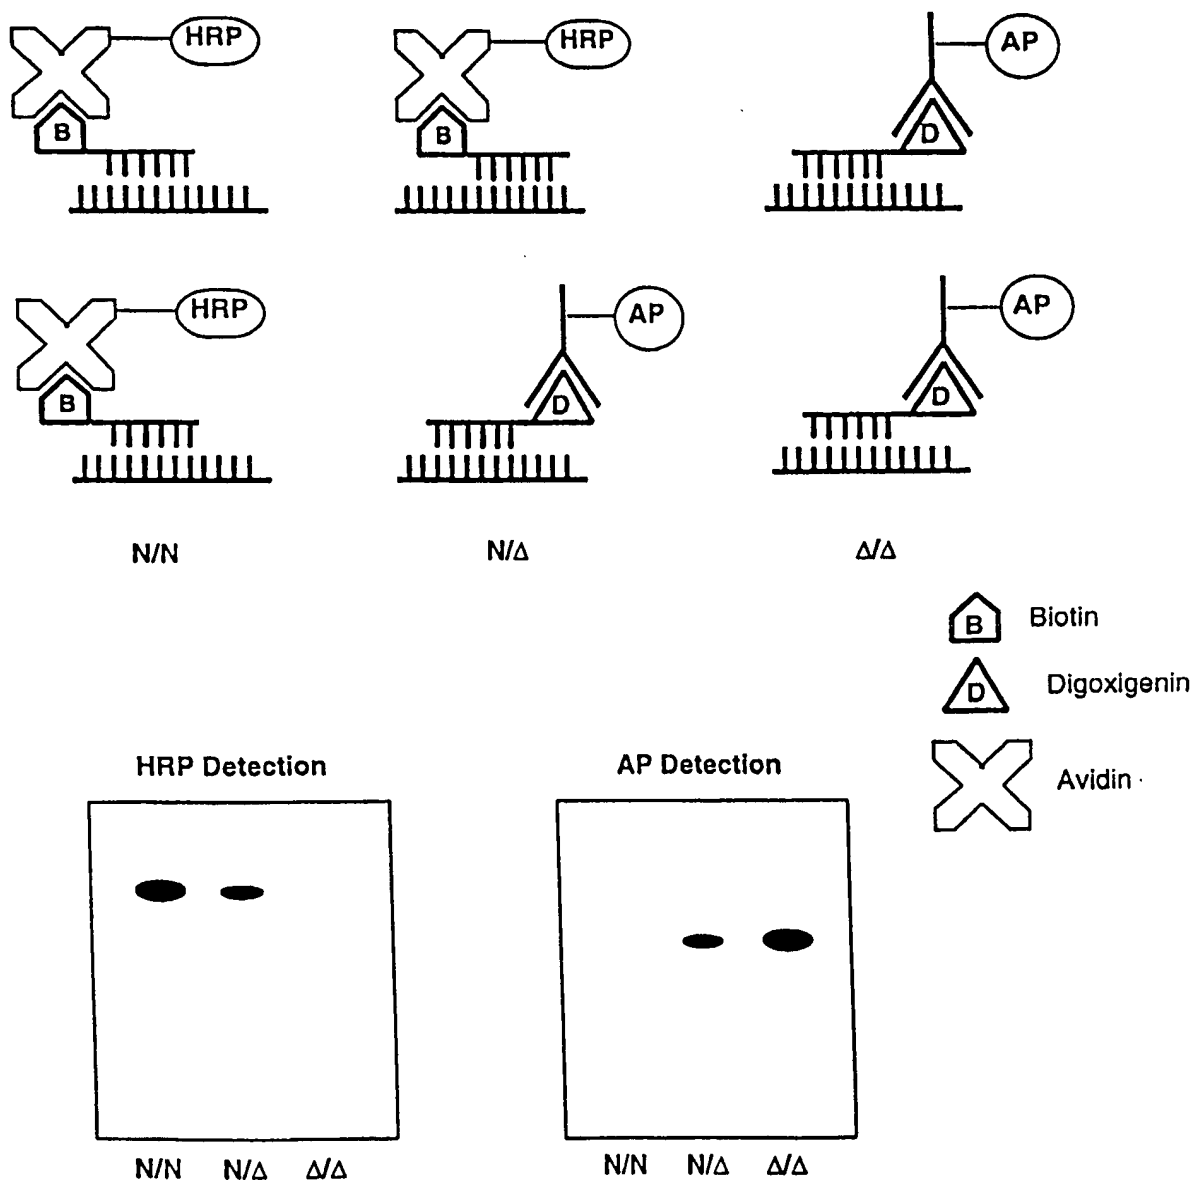 HRP HRP AP
B B D
HRP AP AP
B D D
N/N N/Δ Δ/Δ
B Biotin
D Digoxigenin
Avidin
HRP Detection AP Detection
N/N N/Δ Δ/Δ N/N N/Δ Δ/Δ